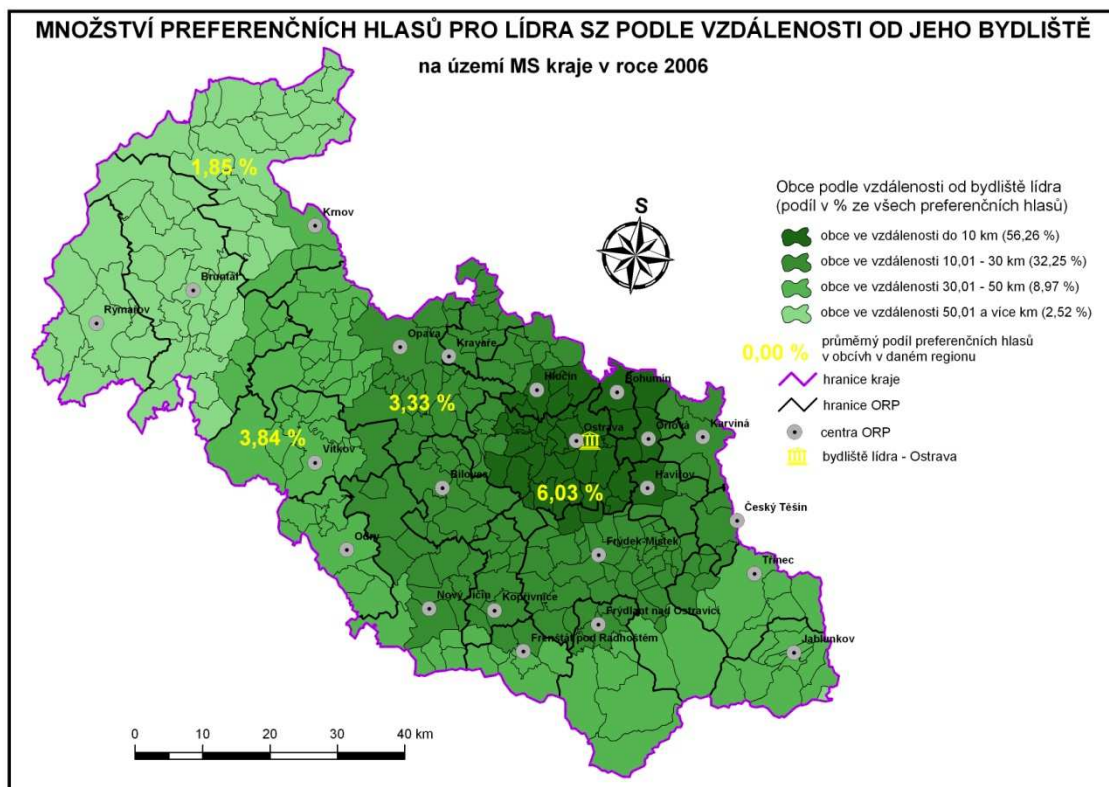 MNOŽSTVÍ PREFERENČNÍCH HLASŮ PRO LÍDRA SZ PODLE VZDÁLENOSTI OD JEHO BYDLIŠTĚ
na území MS kraje v roce 2006
1,85 %
Krnov
S
Obce podle vzdálenosti od bydliště lídra
(podíl v % ze všech preferenčních hlasů)
obce ve vzdálenosti do 10 km (56,26 %)
obce ve vzdálenosti 10,01 - 30 km (32,25 %)
obce ve vzdálenosti 30,01 - 50 km (8,97 %)
obce ve vzdálenosti 50,01 a více km (2,52 %)
0,00 %
průměrný podíl preferenčních hlasů
v obcívh v daném regionu
hranice kraje
hranice ORP
centra ORP
bydliště lídra - Ostrava
Bruntál
Rýmařov
Opava
Kravaře
Hlučín
Bohumín
3,33 %
3,84 %
Ostrava
Orlová
Karviná
Vítkov
Bílovec
6,03 %
Havířov
Český Těšín
Odry
Frýdek-Místek
Třinec
Nový Jičín
Kopřivnice
Frýdlant nad Ostravicí
Frenštát pod Radhoštěm
Jablunkov
0
10
20
30
40 km